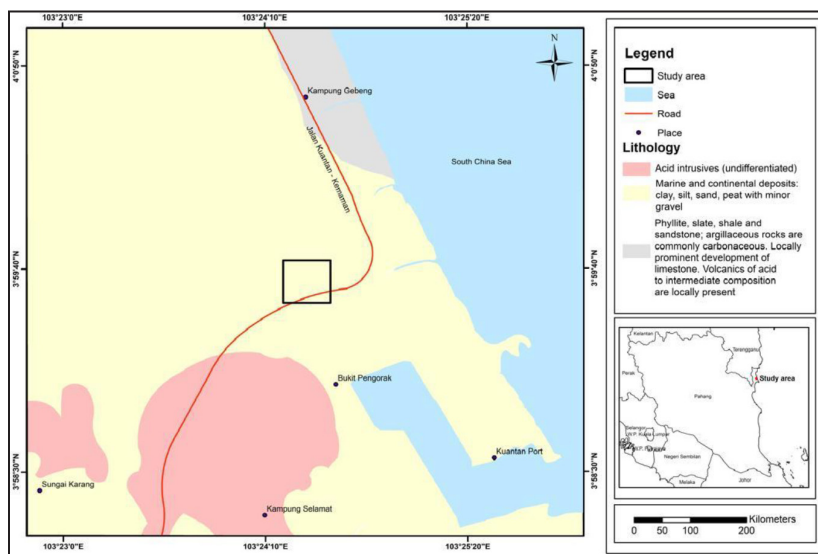 103°23'0"E
103°24'10"E
103°25'20"E
4°0'50"N
4°0'50"N
N
Kampung Gebeng
Jalan Kuantan - Kemaman
South China Sea
3°59'40"N
3°59'40"N
Bukit Pengorak
Kuantan Port
3°58'30"N
3°58'30"N
Sungai Karang
Kampung Selamat
103°23'0"E
103°24'10"E
103°25'20"E
Legend
Study area
Sea
Road
Place
Lithology
Acid intrusives (undifferentiated)
Marine and continental deposits:
clay, silt, sand, peat with minor
gravel
Phyllite, slate, shale and
sandstone; argillaceous rocks are
commonly carbonaceous. Locally
prominent development of
limestone. Volcanics of acid
to intermediate composition
are locally present
Kelantan
Terengganu
Perak
Study area
Pahang
Selangor
W.P. Kuala Lumpur
Negeri Sembilan
Melaka
Johor
Kilometers
0 50 100 200